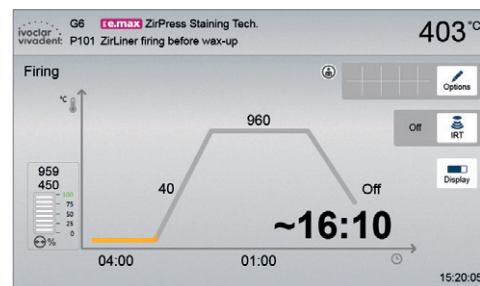 ivoclar vivadent: G6 IPS e.max ZirPress Staining Tech. 403 °C
P101 ZirLiner firing before wax-up
Firing
Options
°C
960
Off IRT
959
450
100
75
50
25
0
%
40
Off
Display
~16:10
04:00 01:00
15:20:05